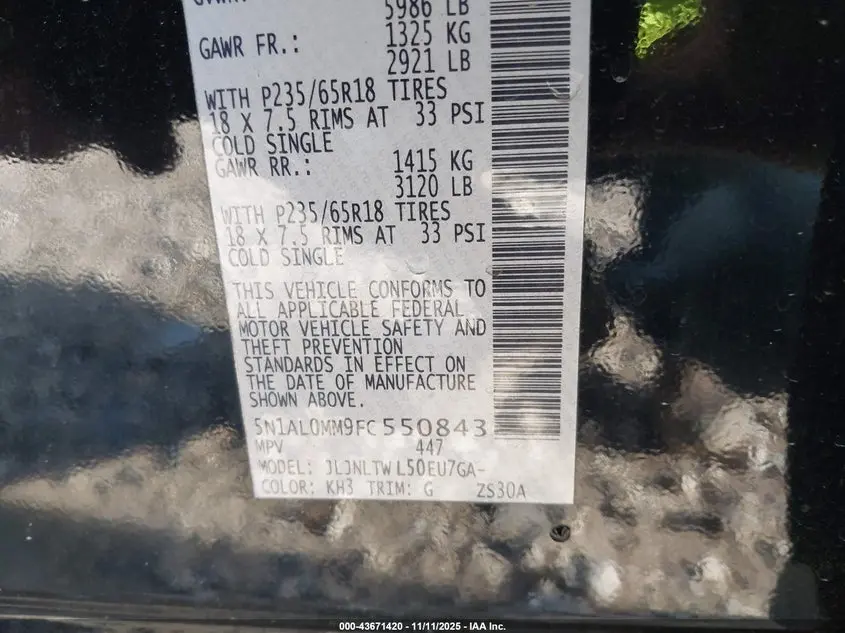 5986 LB
GAWR FR.: 1325 KG
2921 LB
WITH P235/65R18 TIRES
18 X 7.5 RIMS AT 33 PSI
COLD SINGLE
GAWR RR.: 1415 KG
3120 LB
WITH P235/65R18 TIRES
18 X 7.5 RIMS AT 33 PSI
COLD SINGLE
THIS VEHICLE CONFORMS TO
ALL APPLICABLE FEDERAL
MOTOR VEHICLE SAFETY AND
THEFT PREVENTION
STANDARDS IN EFFECT ON
THE DATE OF MANUFACTURE
SHOWN ABOVE.
5N1AL0MM9FC550843
MPV 447
MODEL: JLJNLTWL50EU7GA-
COLOR: KH3 TRIM: G ZS30A
000-43671420 - 11/11/2025 - IAA Inc.